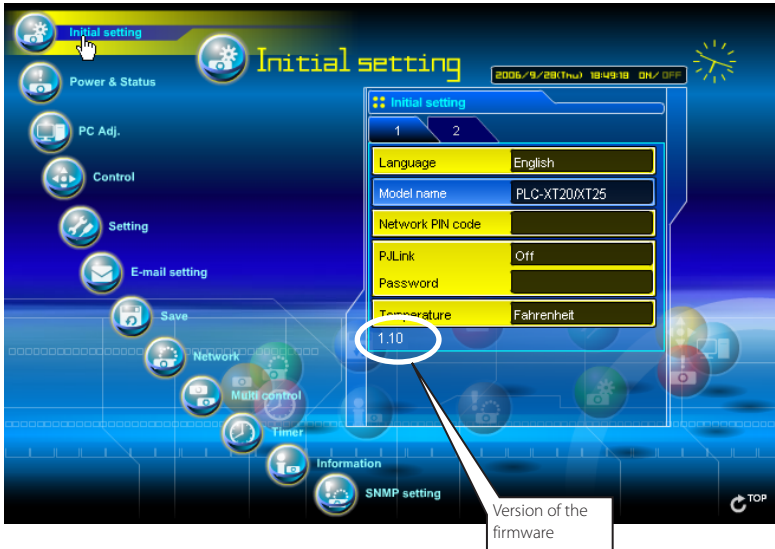 Initial setting
Initial setting
2006/9/28(Thu) 18:49:18 ON/OFF
Power & Status
PC Adj.
Control
Setting
E-mail setting
Save
Network
Multi control
Timer
Information
SNMP setting
Initial setting
1 2
Language English
Model name PLC-XT20/XT25
Network PIN code
PJLink Off
Password
Temperature Fahrenheit
1.10
Version of the
firmware
TOP